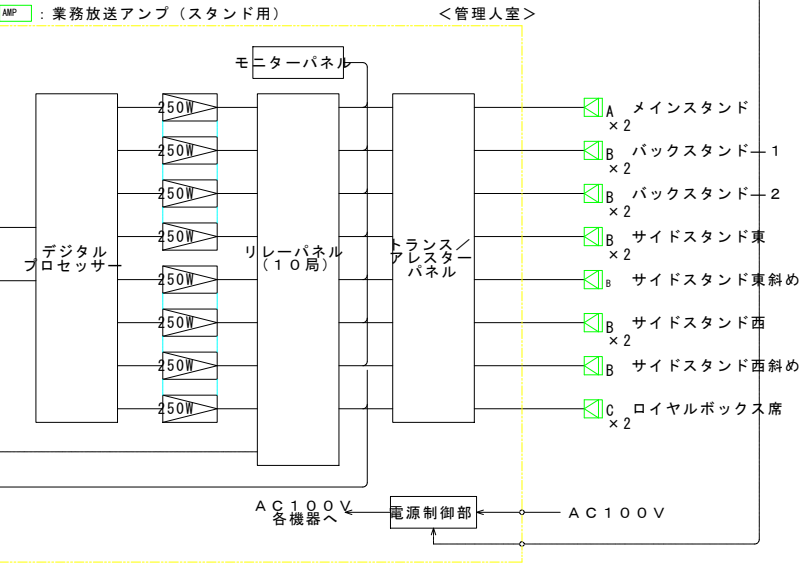 AMP ：業務放送アンプ（スタンド用）
＜管理人室＞
モニターパネル
250W
250W
250W
250W
250W
250W
250W
250W
デジタル
プロセッサー
リレーパネル
（１０局）
トランス／
アレスター
パネル
A メインスタンド
×2
B バックスタンド－1
×2
B バックスタンド－2
×2
B サイドスタンド東
×2
B サイドスタンド東斜め
B サイドスタンド西
×2
B サイドスタンド西斜め
C ロイヤルボックス席
×2
ＡＣ１００Ｖ
各機器へ
電源制御部
ＡＣ１００Ｖ